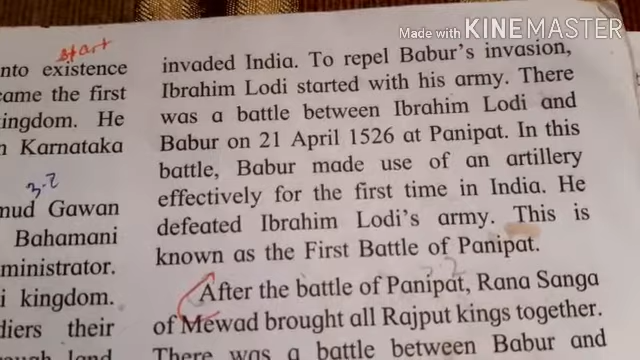 Made with KINEMASTER
start
nto existence
came the first
ingdom. He
n Karnataka
3-2
mud Gawan
Bahamani
ministrator.
i kingdom.
diers their
invaded India. To repel Babur's invasion,
Ibrahim Lodi started with his army. There
was a battle between Ibrahim Lodi and
Babur on 21 April 1526 at Panipat. In this
battle, Babur made use of an artillery
effectively for the first time in India. He
defeated Ibrahim Lodi's army. This is
known as the First Battle of Panipat.
After the battle of Panipat, Rana Sanga
of Mewad brought all Rajput kings together.
There was a battle between Babur and